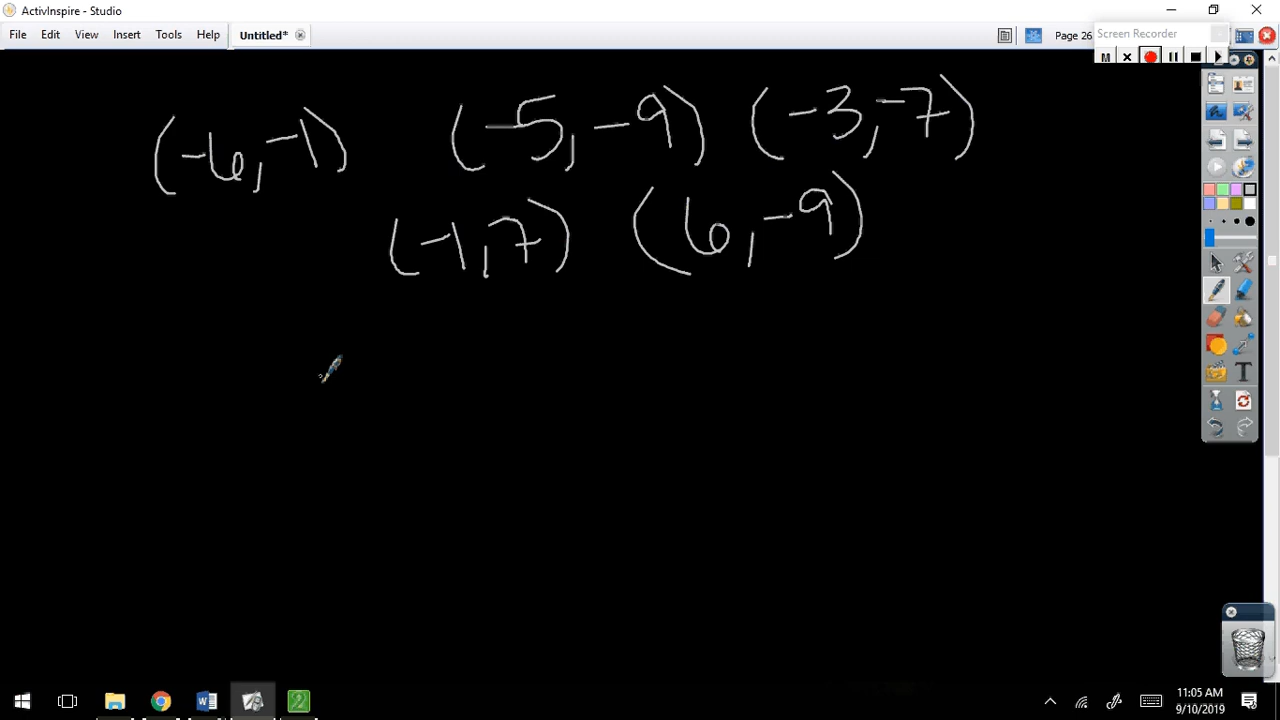 ActivInspire - Studio
File Edit View Insert Tools Help Untitled* Page 26
Screen Recorder
M
(-6, -1) (-5, -9) (-3, -7)
(-1, 7) (6, -9)
T
2
11:05 AM
9/10/2019